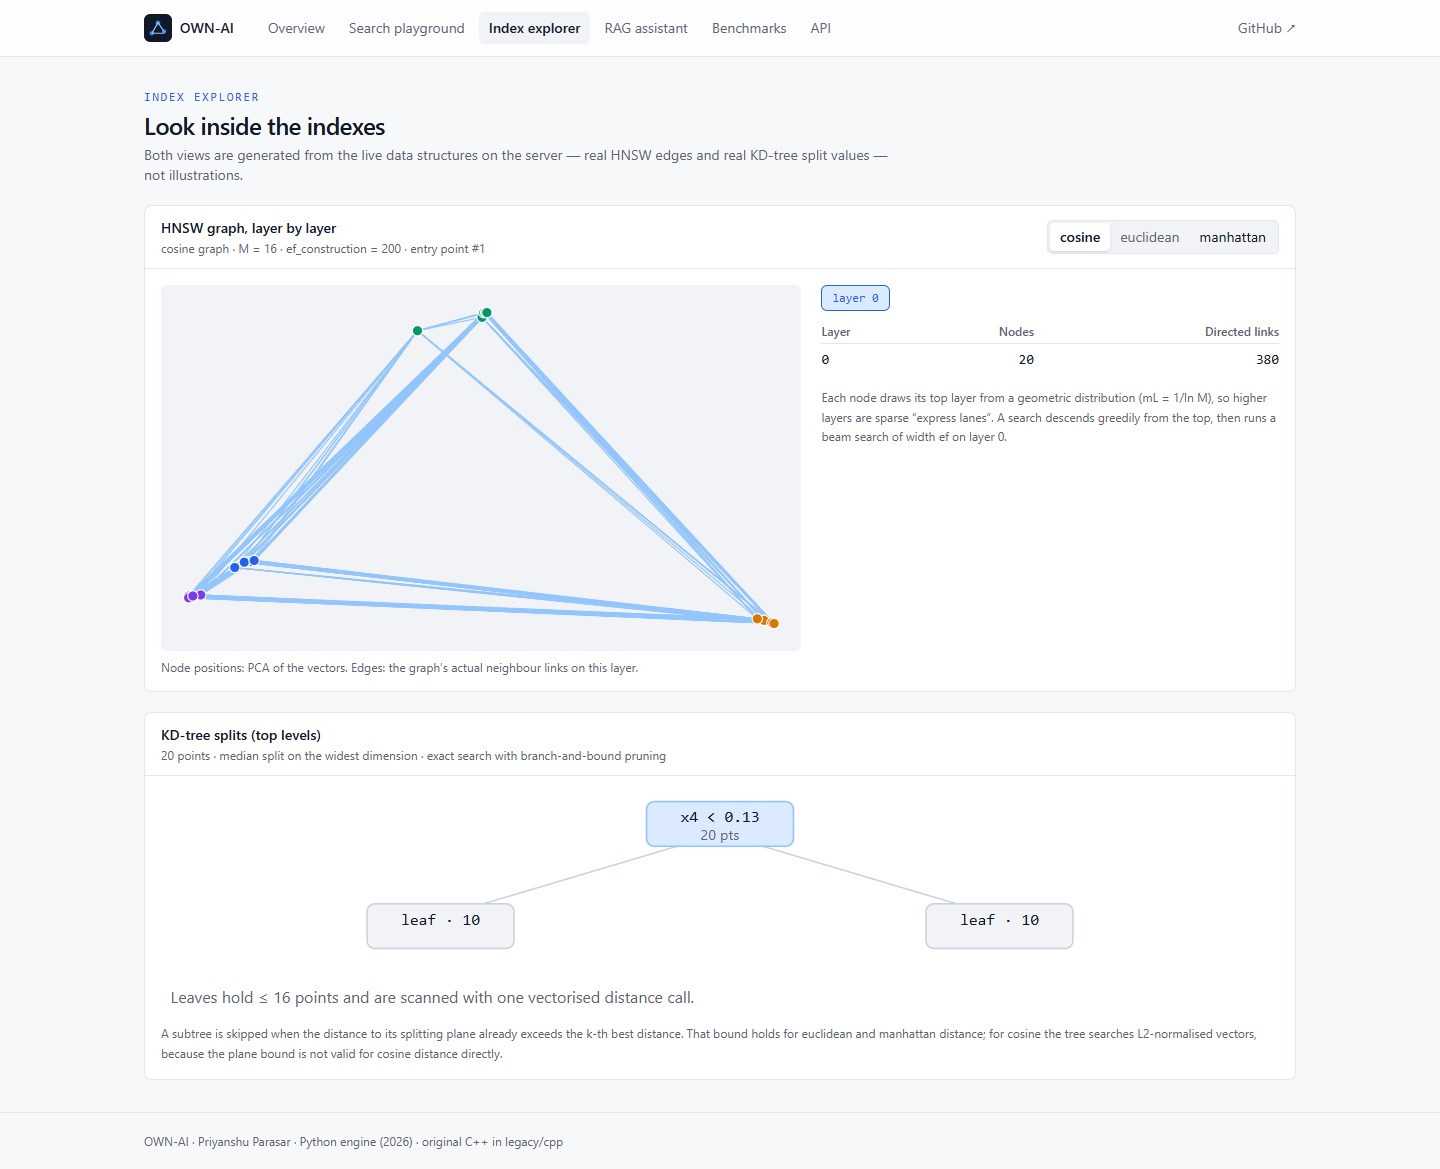 OWN-AI
Overview
Search playground
Index explorer
RAG assistant
Benchmarks
API
GitHub ↗
INDEX EXPLORER
Look inside the indexes
Both views are generated from the live data structures on the server — real HNSW edges and real KD-tree split values —
not illustrations.
HNSW graph, layer by layer
cosine graph · M = 16 · ef_construction = 200 · entry point #1
cosine
euclidean
manhattan
layer 0
Layer Nodes Directed links
0 20 380
Each node draws its top layer from a geometric distribution (mL = 1/ln M), so higher
layers are sparse “express lanes”. A search descends greedily from the top, then runs a
beam search of width ef on layer 0.
Node positions: PCA of the vectors. Edges: the graph’s actual neighbour links on this layer.
KD-tree splits (top levels)
20 points · median split on the widest dimension · exact search with branch-and-bound pruning
x4 < 0.13
20 pts
leaf · 10
leaf · 10
Leaves hold ≤ 16 points and are scanned with one vectorised distance call.
A subtree is skipped when the distance to its splitting plane already exceeds the k-th best distance. That bound holds for euclidean and manhattan distance; for cosine the tree searches L2-normalised vectors,
because the plane bound is not valid for cosine distance directly.
OWN-AI · Priyanshu Parasar · Python engine (2026) · original C++ in legacy/cpp